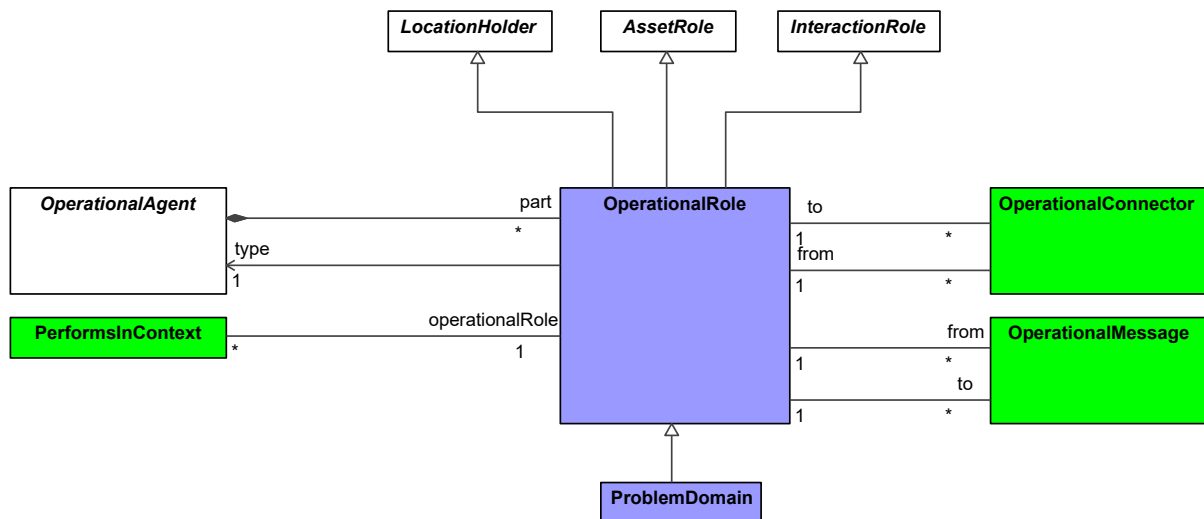 LocationHolder
AssetRole
InteractionRole
OperationalAgent
part
*
type
1
OperationalRole
to
1
*
from
1
*
OperationalConnector
PerformsInContext
*
operationalRole
1
from
1
*
to
1
*
OperationalMessage
ProblemDomain